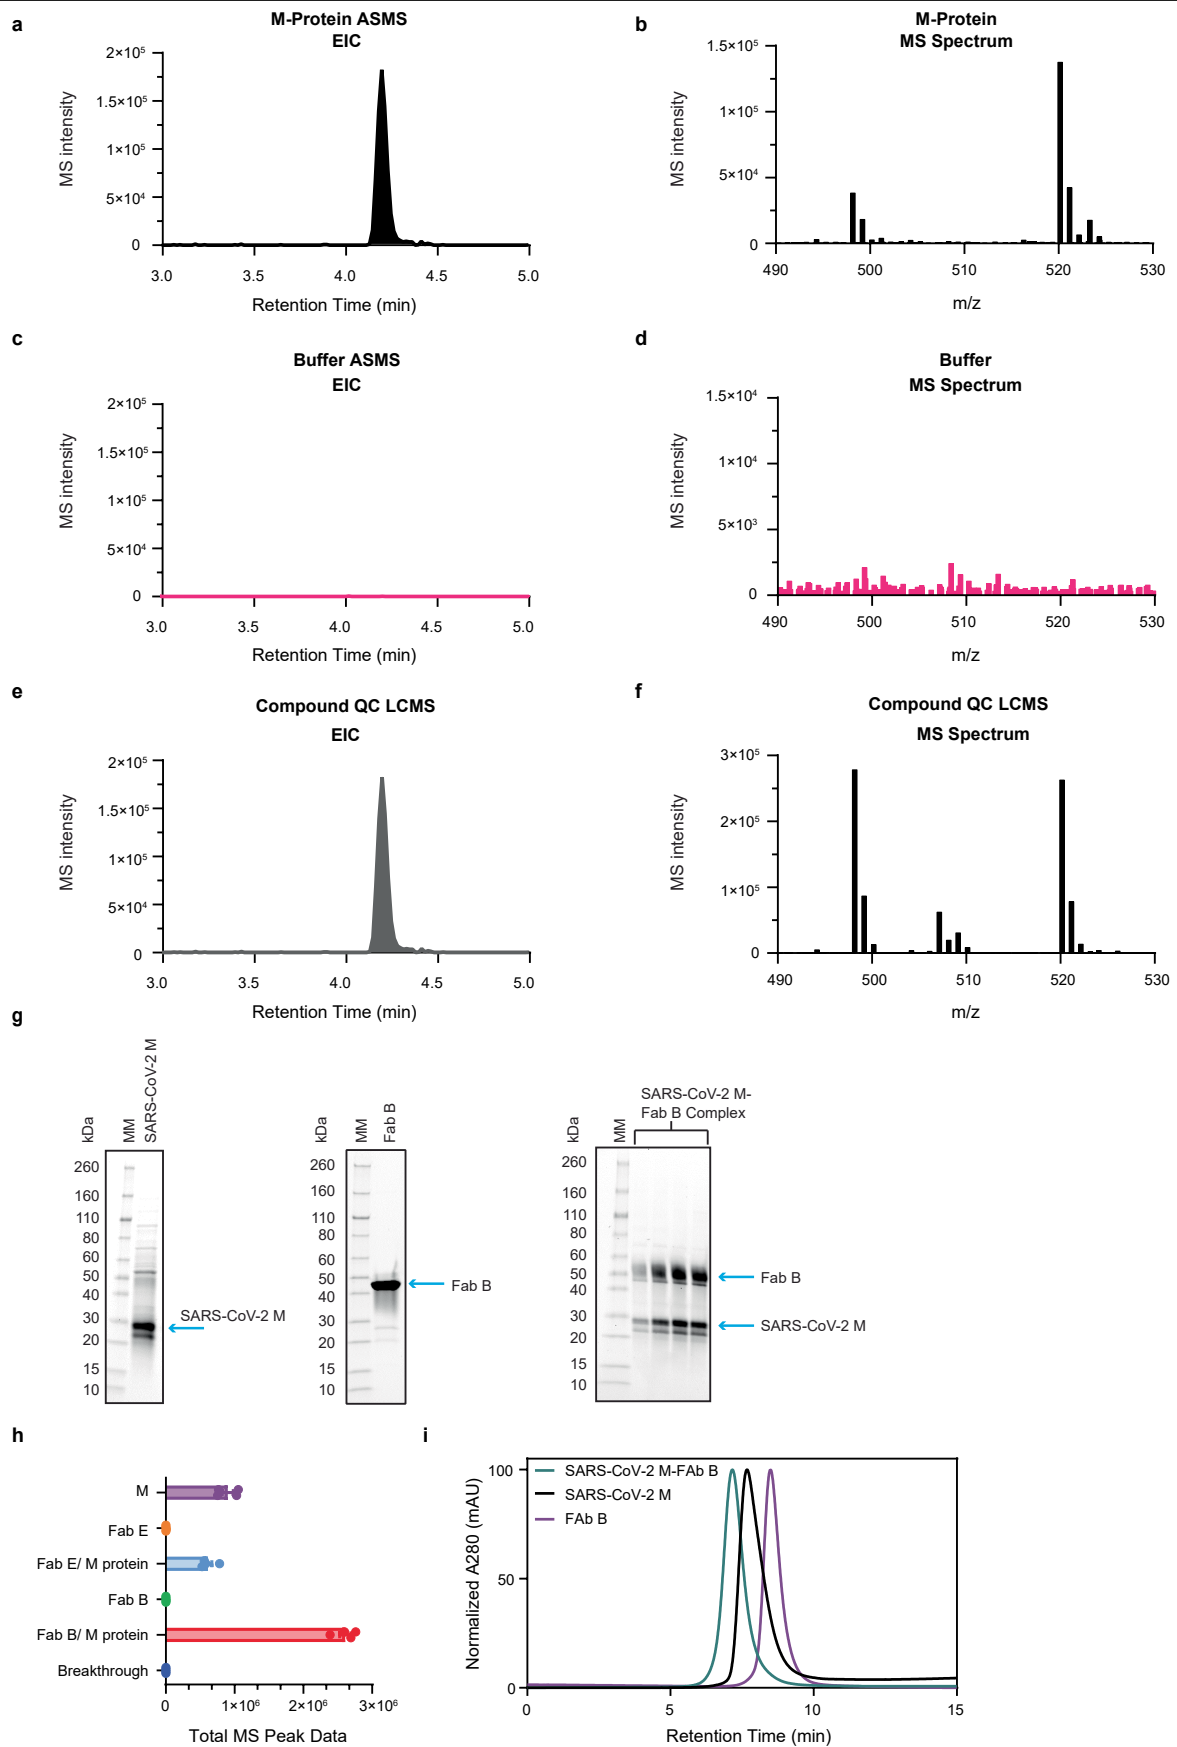 a
M-Protein ASMS
EIC
2×10⁵
1.5×10⁵
1×10⁵
5×10⁴
0
MS intensity
3.0 3.5 4.0 4.5 5.0
Retention Time (min)
b
M-Protein
MS Spectrum
1.5×10⁵
1×10⁵
5×10⁴
0
MS intensity
490 500 510 520 530
m/z
c
Buffer ASMS
EIC
2×10⁵
1.5×10⁵
1×10⁵
5×10⁴
0
MS intensity
3.0 3.5 4.0 4.5 5.0
Retention Time (min)
d
Buffer
MS Spectrum
1.5×10⁴
1×10⁴
5×10³
0
MS intensity
490 500 510 520 530
m/z
e
Compound QC LCMS
EIC
2×10⁵
1.5×10⁵
1×10⁵
5×10⁴
0
MS intensity
3.0 3.5 4.0 4.5 5.0
Retention Time (min)
f
Compound QC LCMS
MS Spectrum
3×10⁵
2×10⁵
1×10⁵
0
MS intensity
490 500 510 520 530
m/z
g
kDa
MM
SARS-CoV-2 M
260
160
110
80
60
50
40
30
20
15
10
SARS-CoV-2 M
kDa
MM
Fab B
260
160
110
80
60
50
40
30
20
15
10
Fab B
SARS-CoV-2 M-
Fab B Complex
kDa
MM
260
160
110
80
60
50
40
30
20
15
10
Fab B
SARS-CoV-2 M
h
M
Fab E
Fab E/ M protein
Fab B
Fab B/ M protein
Breakthrough
0 1×10⁶ 2×10⁶ 3×10⁶
Total MS Peak Data
i
SARS-CoV-2 M-FAb B
SARS-CoV-2 M
FAb B
100
50
0
Normalized A280 (mAU)
0 5 10 15
Retention Time (min)